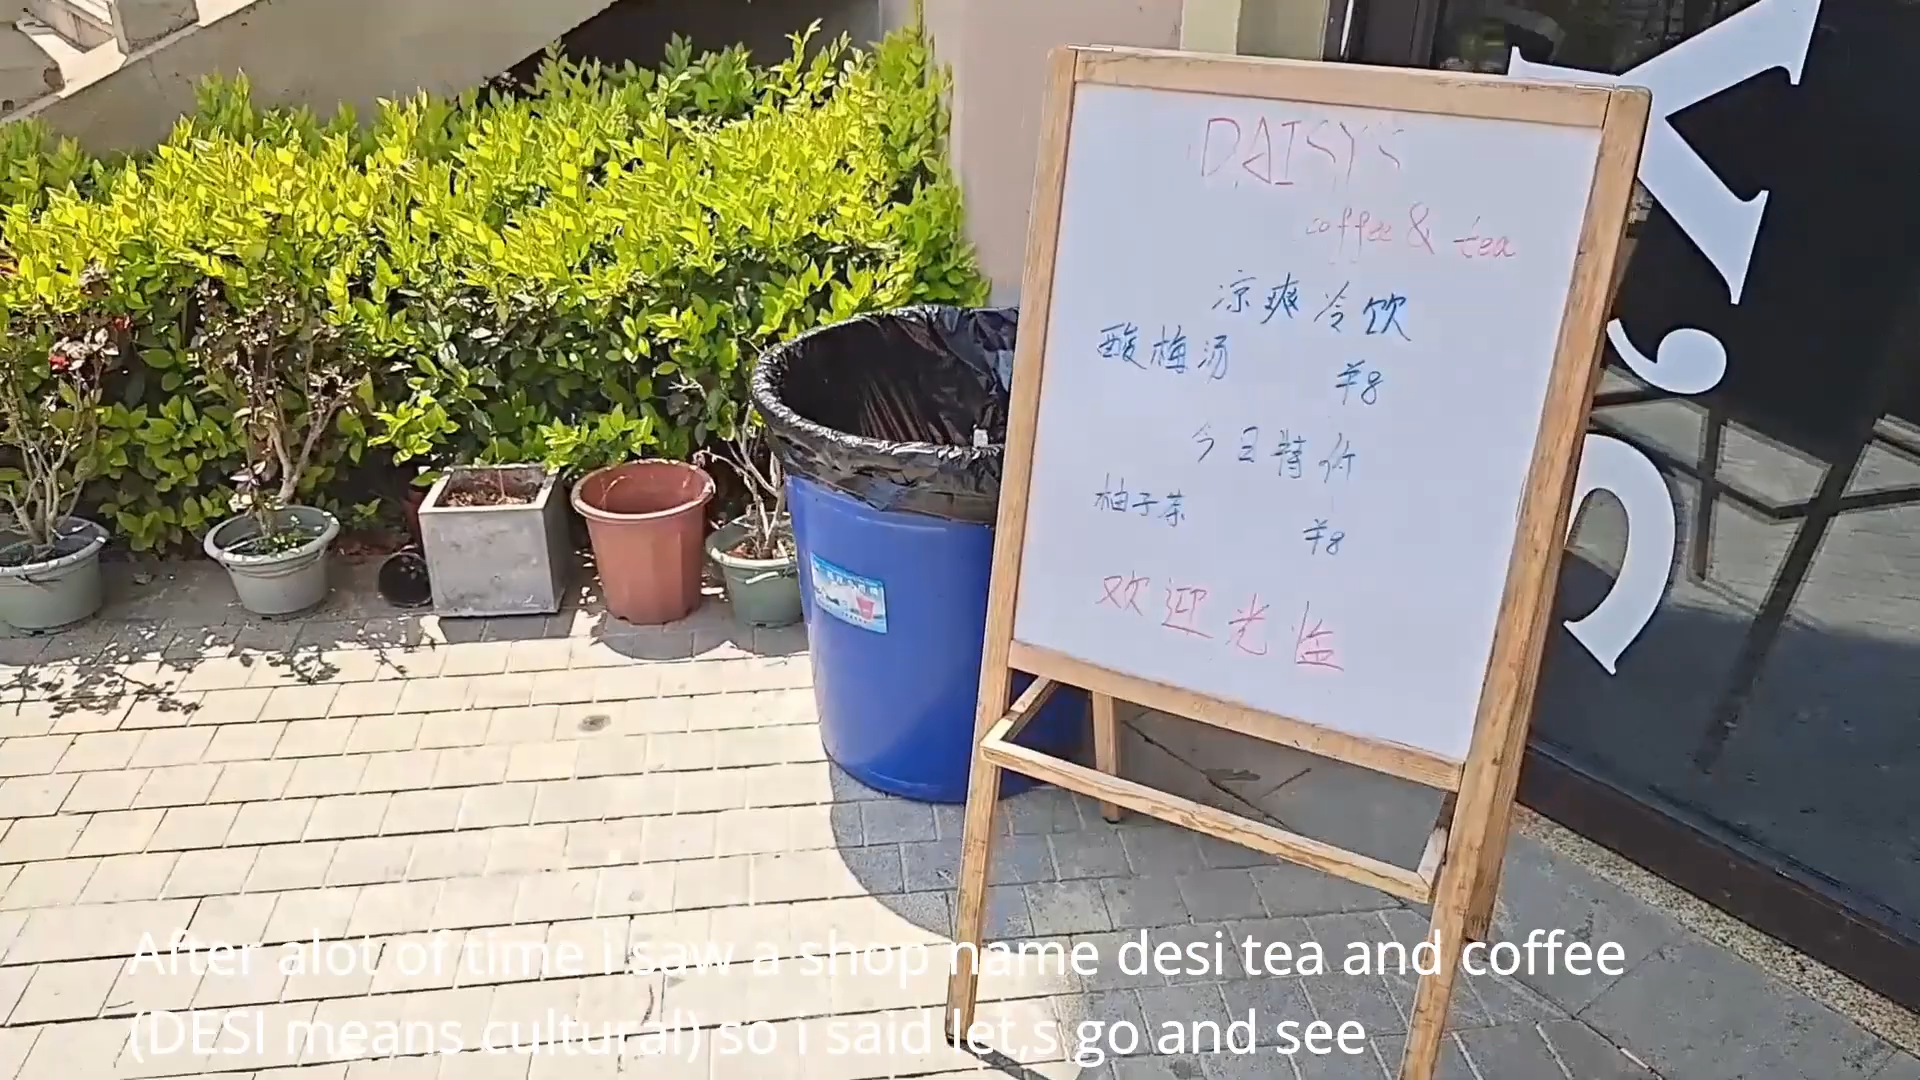 DAISY'S
coffee & tea
凉爽冷饮
酸梅汤 ¥8
今日特价
柚子茶 ¥8
欢迎光临
After alot of time i saw a shop name desi tea and coffee
(DESI means cultural) so i said let,s go and see